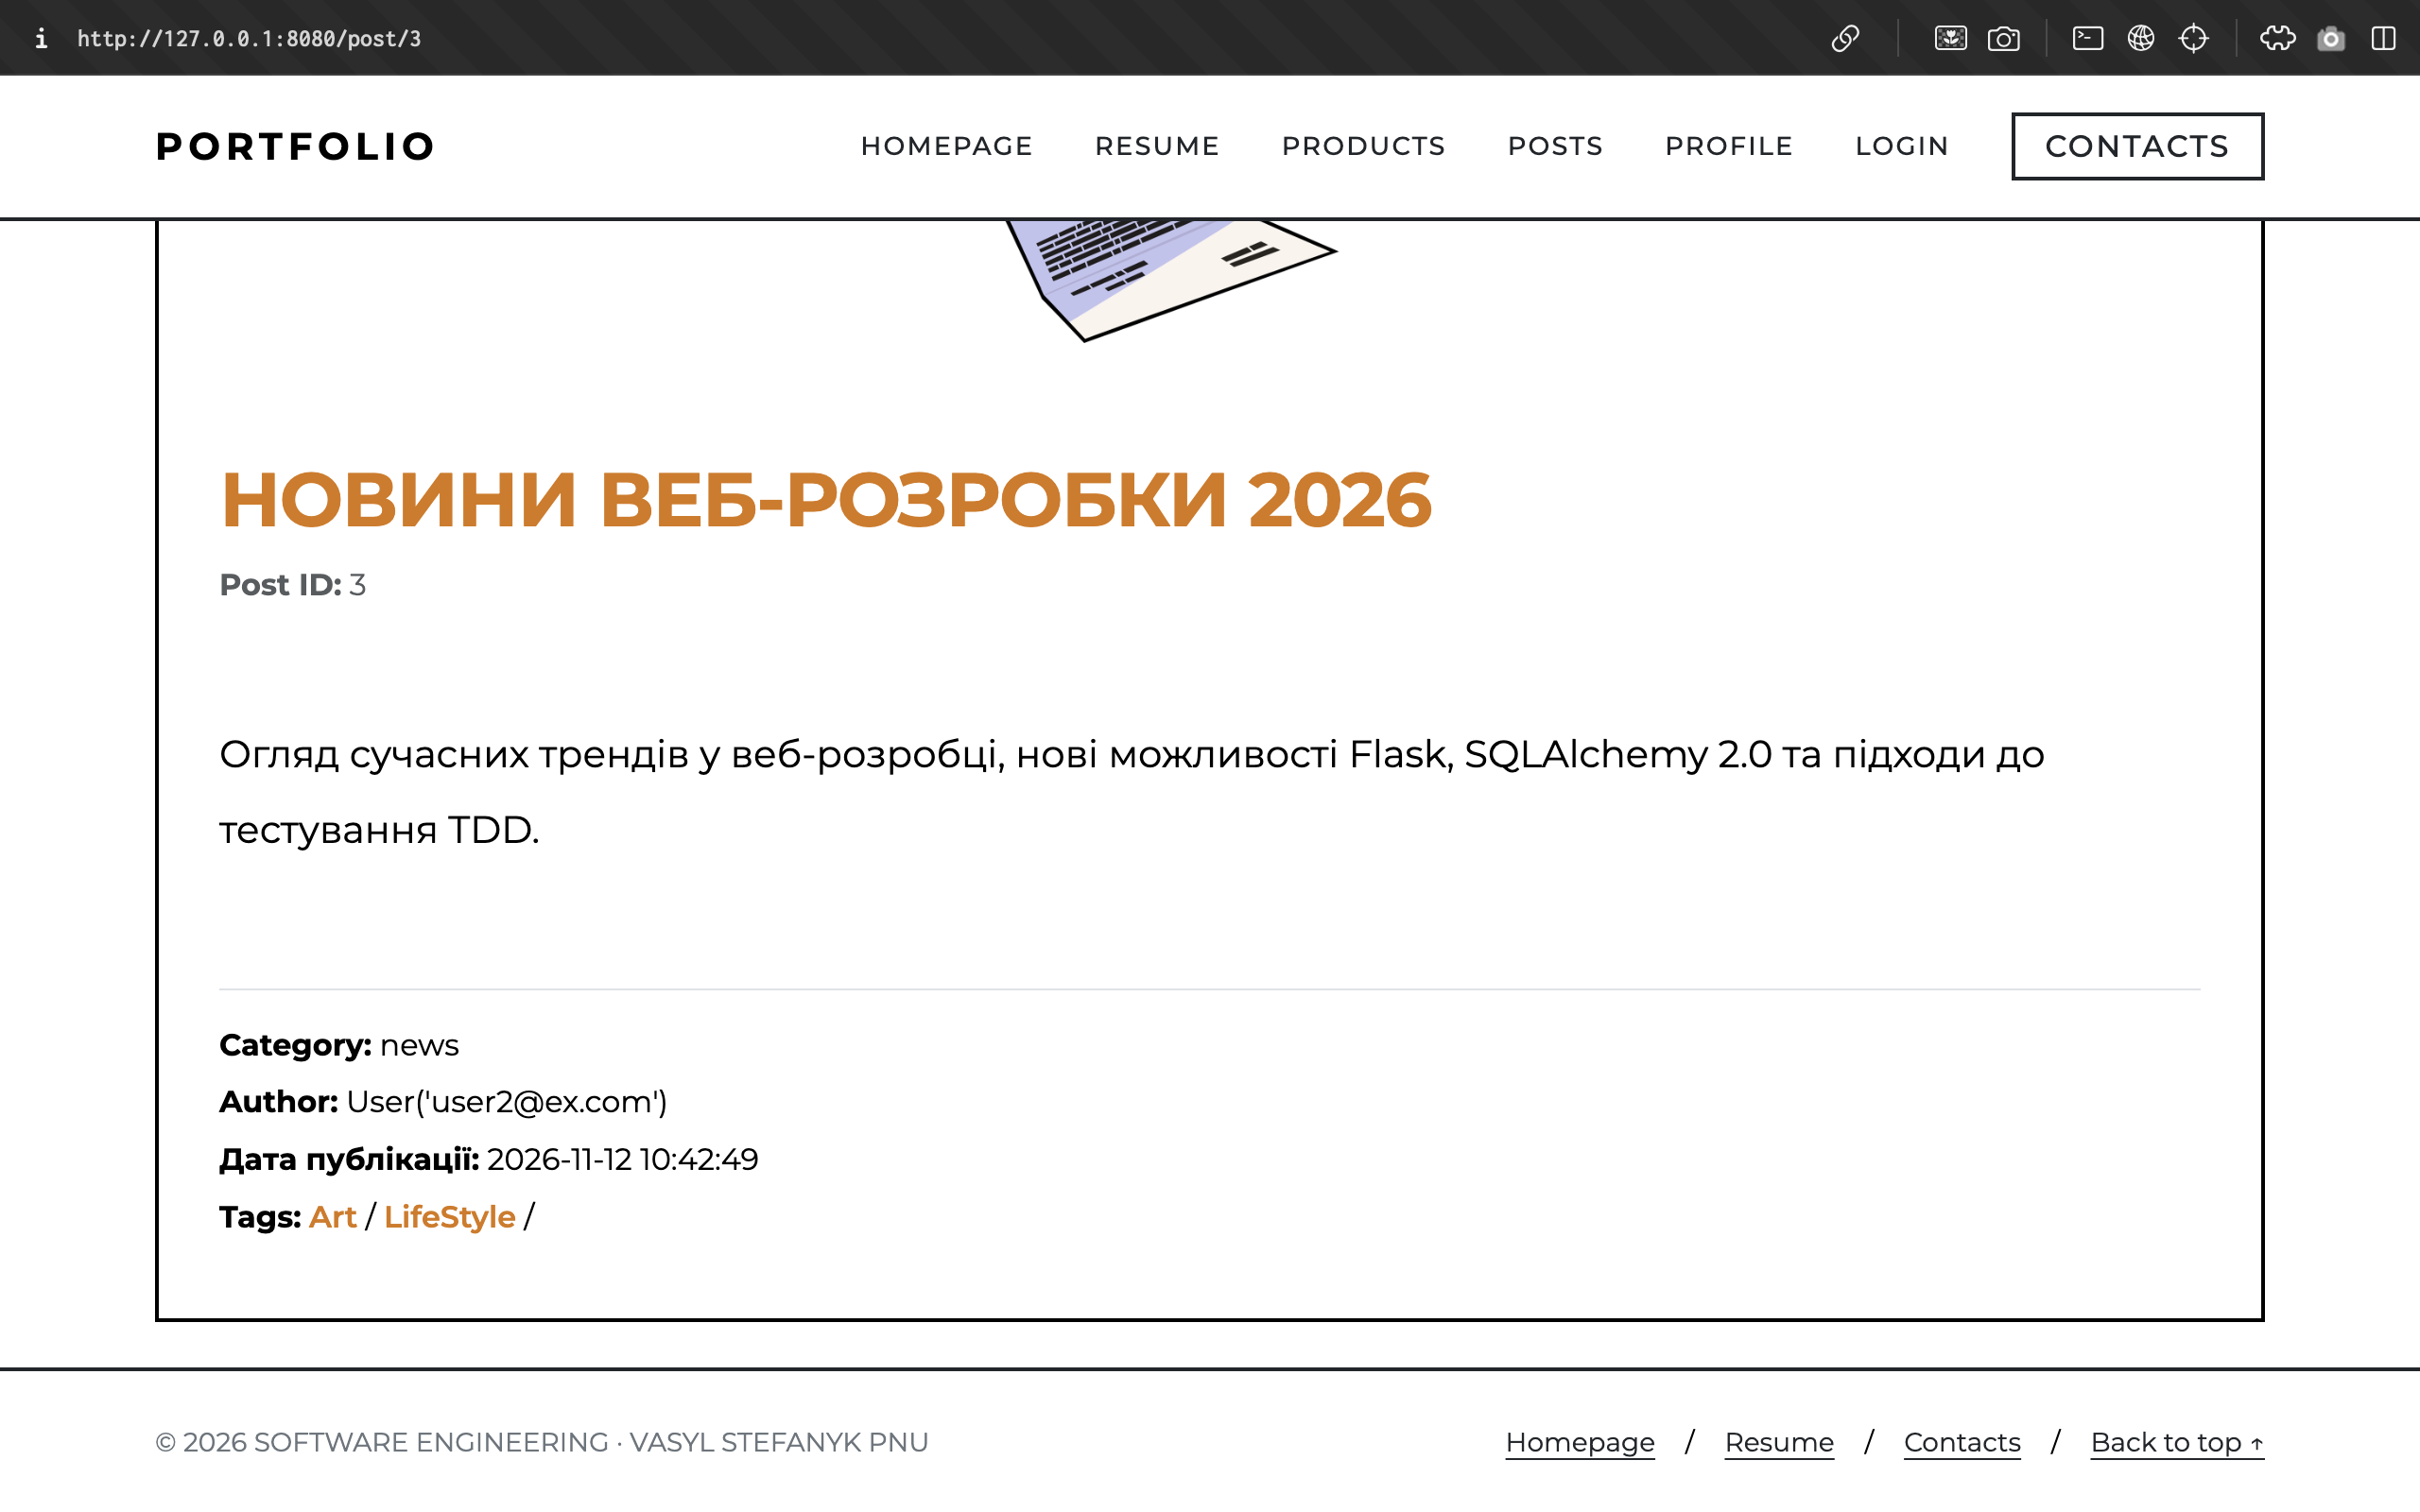 http://127.0.0.1:8080/post/3
PORTFOLIO
HOMEPAGE RESUME PRODUCTS POSTS PROFILE LOGIN CONTACTS
НОВИНИ ВЕБ-РОЗРОБКИ 2026
Post ID: 3
Огляд сучасних трендів у веб-розробці, нові можливості Flask, SQLAlchemy 2.0 та підходи до
тестування TDD.
Category: news
Author: User('user2@ex.com')
Дата публікації: 2026-11-12 10:42:49
Tags: Art / LifeStyle /
© 2026 SOFTWARE ENGINEERING · VASYL STEFANYK PNU
Homepage / Resume / Contacts / Back to top ↑